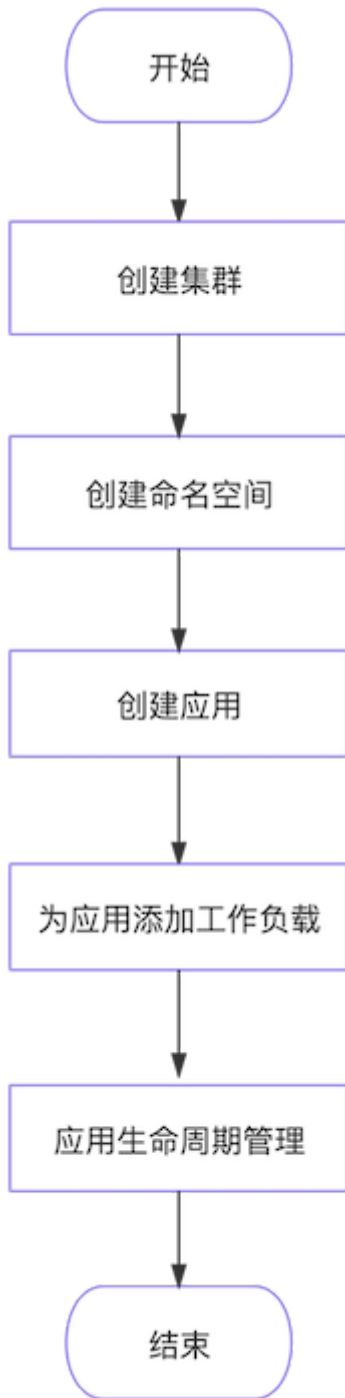 开始
创建集群
创建命名空间
创建应用
为应用添加工作负载
应用生命周期管理
结束